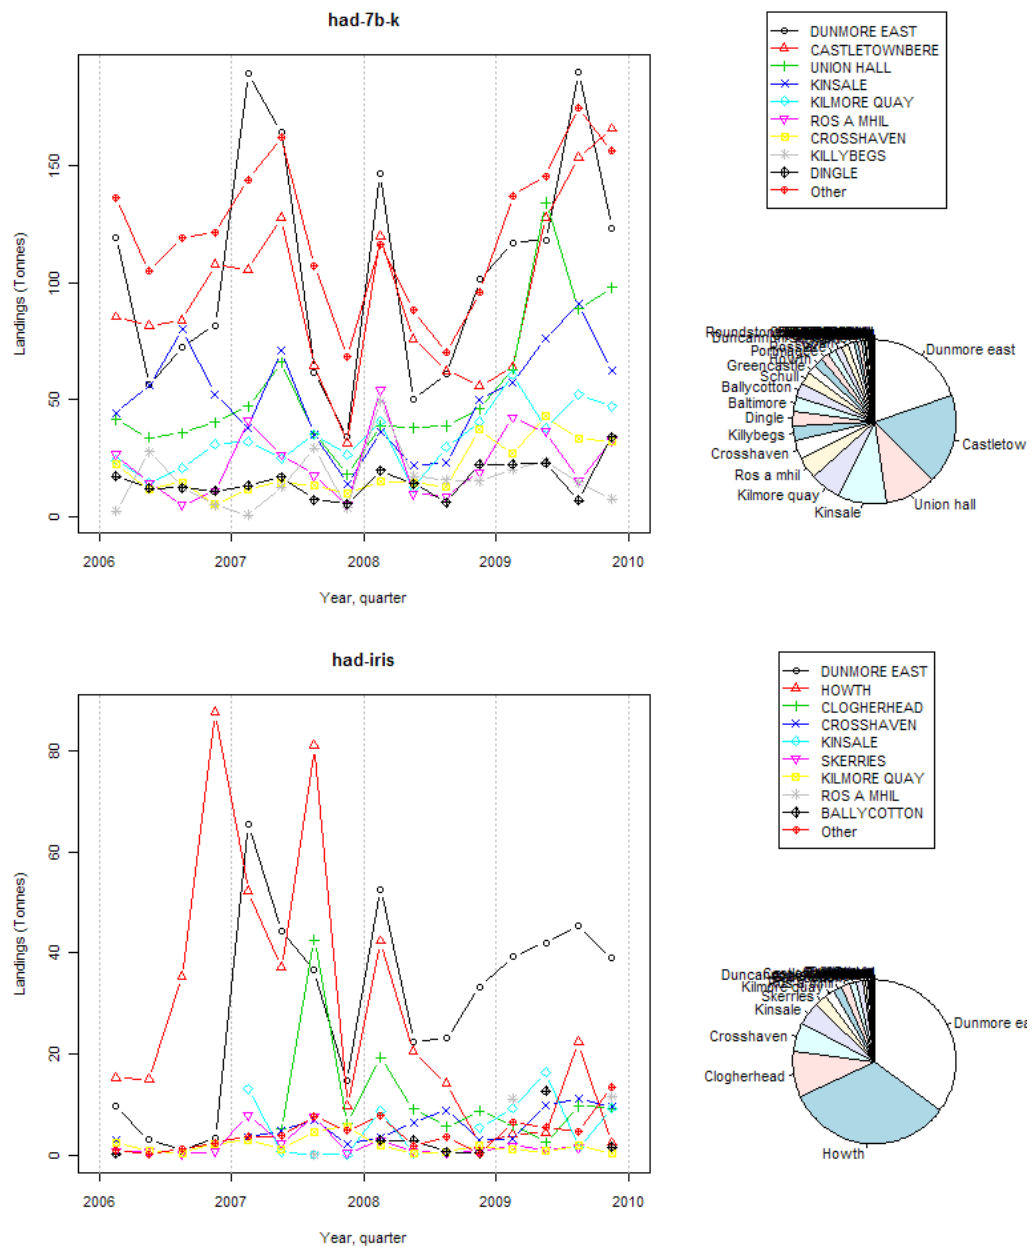 had-7b-k
DUNMORE EAST
CASTLETOWNBERE
UNION HALL
KINSALE
KILMORE QUAY
ROS A MHIL
CROSSHAVEN
KILLYBEGS
DINGLE
Other
Landings (Tonnes)
150
100
50
0
2006 2007 2008 2009 2010
Year, quarter
Roundston
Dunmore east
Greencastle
Schull
Ballycotton
Baltimore
Dingle
Killybegs
Crosshaven
Ros a mhil
Kilmore quay
Kinsale
Union hall
Castletow
had-iris
DUNMORE EAST
HOWTH
CLOGHERHEAD
CROSSHAVEN
KINSALE
SKERRIES
KILMORE QUAY
ROS A MHIL
BALLYCOTTON
Other
Landings (Tonnes)
80
60
40
20
0
2006 2007 2008 2009 2010
Year, quarter
Kilmore quay
Skerries
Kinsale
Crosshaven
Clogherhead
Howth
Dunmore ea